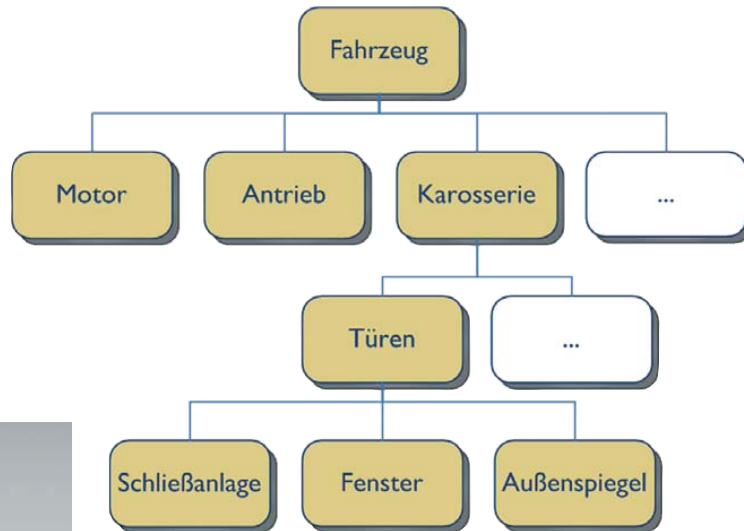 Fahrzeug
Motor
Antrieb
Karosserie
...
Türen
...
Schließanlage
Fenster
Außenspiegel